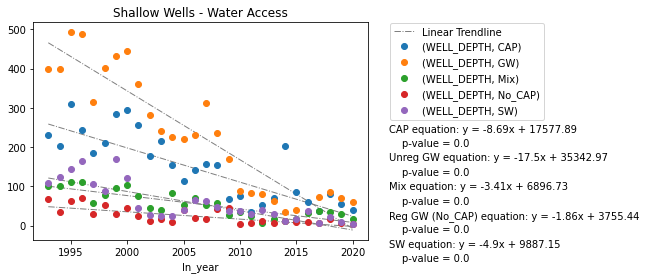 Shallow Wells - Water Access
500
400
300
200
100
0
1995
2000
2005
2010
2015
2020
ln_year
Linear Trendline
(WELL_DEPTH, CAP)
(WELL_DEPTH, GW)
(WELL_DEPTH, Mix)
(WELL_DEPTH, No_CAP)
(WELL_DEPTH, SW)
CAP equation: y = -8.69x + 17577.89
p-value = 0.0
Unreg GW equation: y = -17.5x + 35342.97
p-value = 0.0
Mix equation: y = -3.41x + 6896.73
p-value = 0.0
Reg GW (No_CAP) equation: y = -1.86x + 3755.44
p-value = 0.0
SW equation: y = -4.9x + 9887.15
p-value = 0.0